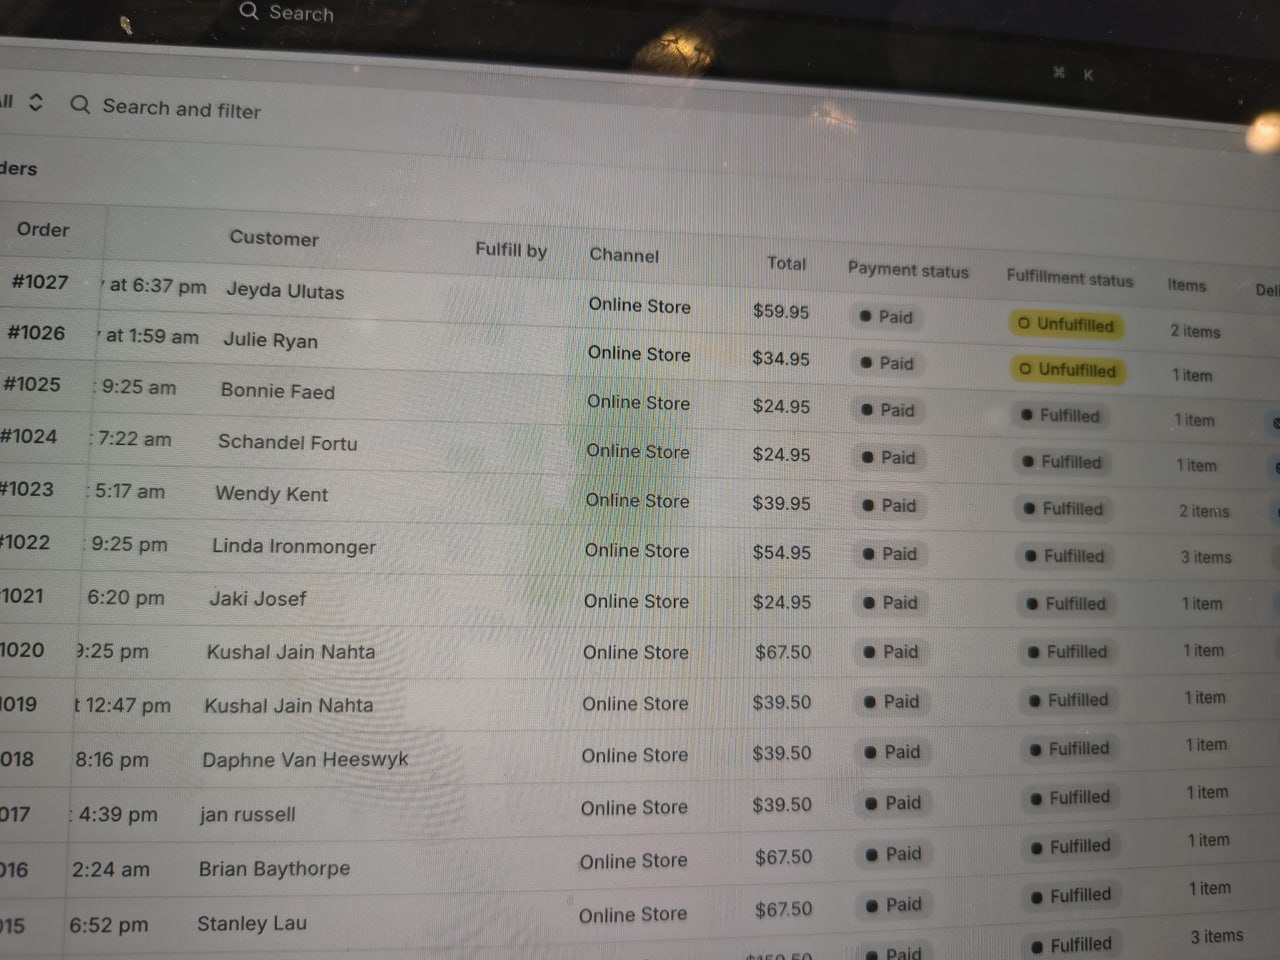 Search
⌘ K
All
Search and filter
ders
Order Customer Fulfill by Channel Total Payment status Fulfillment status Items Deli
#1027 at 6:37 pm Jeyda Ulutas Online Store $59.95 Paid Unfulfilled 2 items
#1026 at 1:59 am Julie Ryan Online Store $34.95 Paid Unfulfilled 1 item
#1025 9:25 am Bonnie Faed Online Store $24.95 Paid Fulfilled 1 item
#1024 7:22 am Schandel Fortu Online Store $24.95 Paid Fulfilled 1 item
#1023 5:17 am Wendy Kent Online Store $39.95 Paid Fulfilled 2 items
#1022 9:25 pm Linda Ironmonger Online Store $54.95 Paid Fulfilled 3 items
1021 6:20 pm Jaki Josef Online Store $24.95 Paid Fulfilled 1 item
1020 9:25 pm Kushal Jain Nahta Online Store $67.50 Paid Fulfilled 1 item
1019 t 12:47 pm Kushal Jain Nahta Online Store $39.50 Paid Fulfilled 1 item
018 8:16 pm Daphne Van Heeswyk Online Store $39.50 Paid Fulfilled 1 item
017 4:39 pm jan russell Online Store $39.50 Paid Fulfilled 1 item
016 2:24 am Brian Baythorpe Online Store $67.50 Paid Fulfilled 1 item
015 6:52 pm Stanley Lau Online Store $67.50 Paid Fulfilled 1 item
Paid Fulfilled 3 items